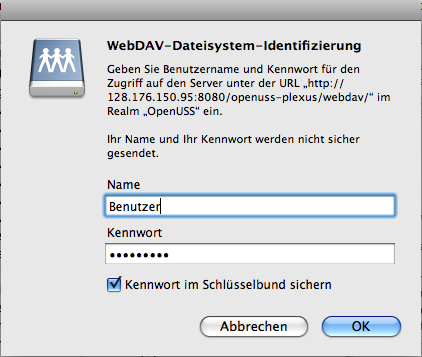 WebDAV-Dateisystem-Identifizierung
Geben Sie Benutzername und Kennwort für den
Zugriff auf den Server unter der URL „http://
128.176.150.95:8080/openuss-plexus/webdav/“ im
Realm „OpenUSS“ ein.
Ihr Name und Ihr Kennwort werden nicht sicher
gesendet.
Name
Benutzer
Kennwort
•••••••••
Kennwort im Schlüsselbund sichern
Abbrechen
OK